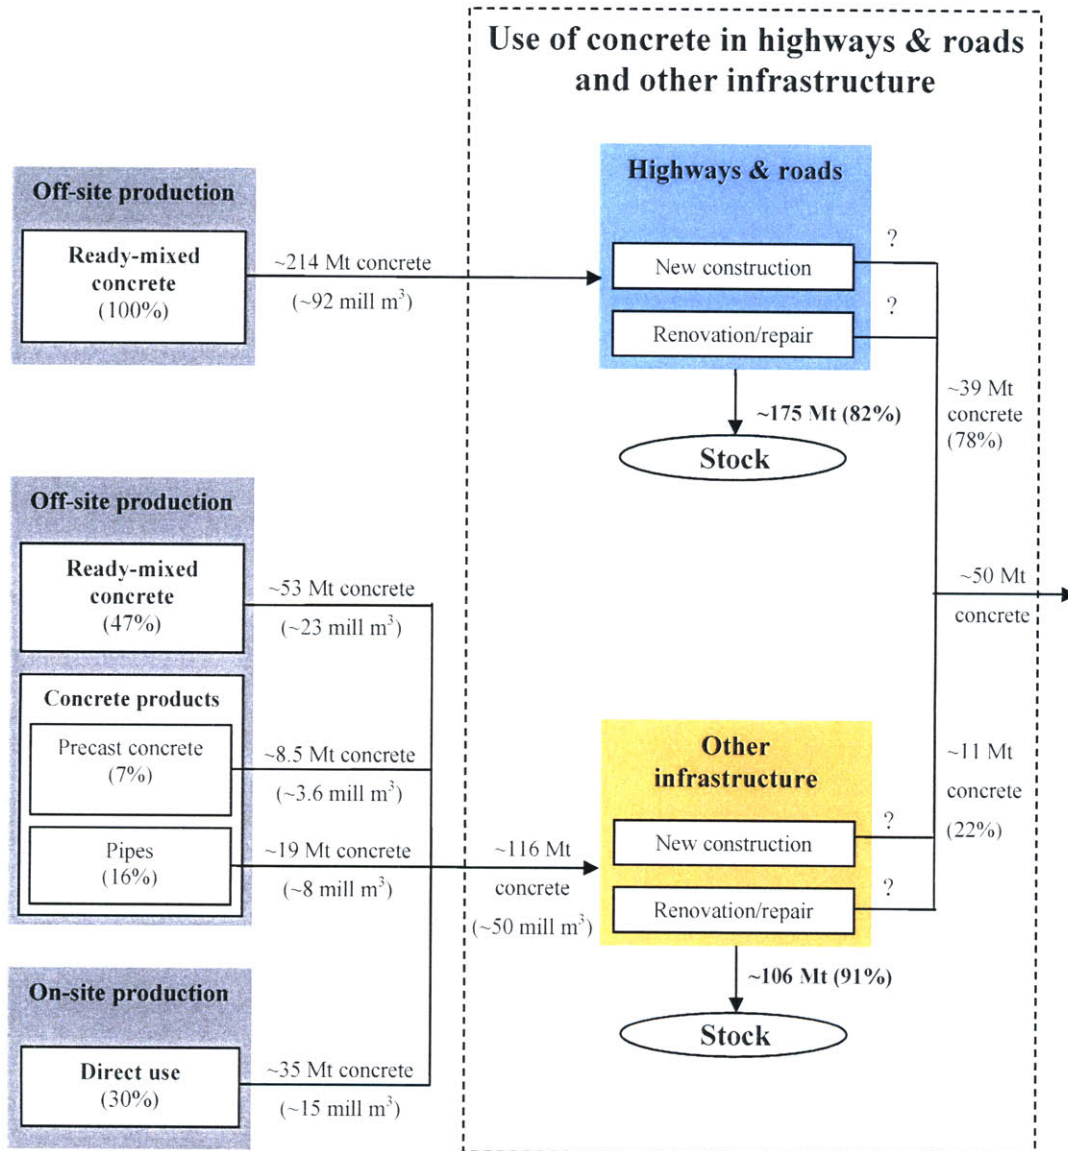 Use of concrete in highways & roads
and other infrastructure
Off-site production
Ready-mixed
concrete
(100%)
~214 Mt concrete
(~92 mill m³)
Highways & roads
New construction
Renovation/repair
?
?
~175 Mt (82%)
Stock
~39 Mt
concrete
(78%)
Off-site production
Ready-mixed
concrete
(47%)
~53 Mt concrete
(~23 mill m³)
Concrete products
Precast concrete
(7%)
~8.5 Mt concrete
(~3.6 mill m³)
Pipes
(16%)
~19 Mt concrete
(~8 mill m³)
~116 Mt
concrete
(~50 mill m³)
~50 Mt
concrete
Other
infrastructure
New construction
Renovation/repair
?
?
~11 Mt
concrete
(22%)
~106 Mt (91%)
Stock
On-site production
Direct use
(30%)
~35 Mt concrete
(~15 mill m³)